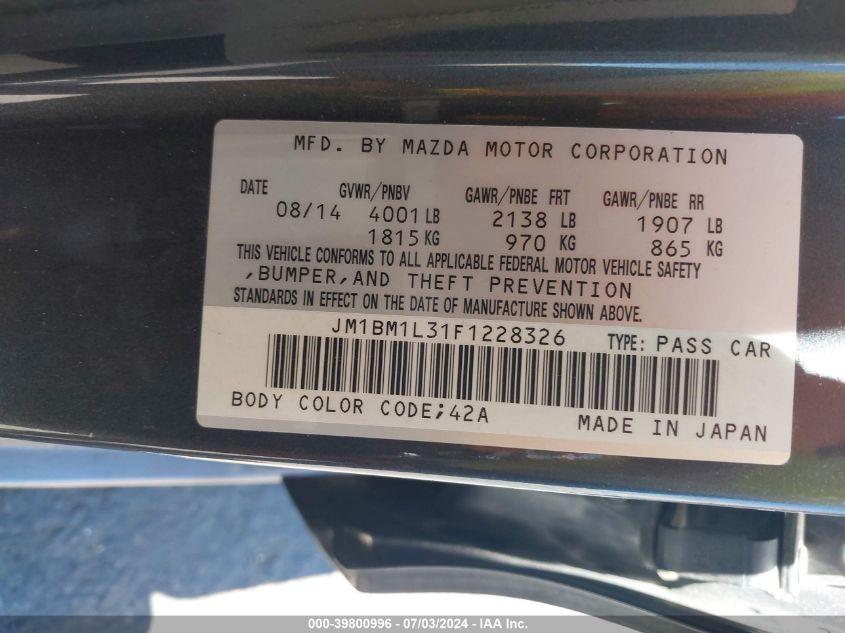 MFD. BY MAZDA MOTOR CORPORATION
DATE GVWR/PNBV GAWR/PNBE FRT GAWR/PNBE RR
08/14 4001 LB 2138 LB 1907 LB
1815 KG 970 KG 865 KG
THIS VEHICLE CONFORMS TO ALL APPLICABLE FEDERAL MOTOR VEHICLE SAFETY
,BUMPER,AND THEFT PREVENTION
STANDARDS IN EFFECT ON THE DATE OF MANUFACTURE SHOWN ABOVE.
JM1BM1L31F1228326 TYPE: PASS CAR
BODY COLOR CODE;42A MADE IN JAPAN
000-39800996 - 07/03/2024 - IAA Inc.